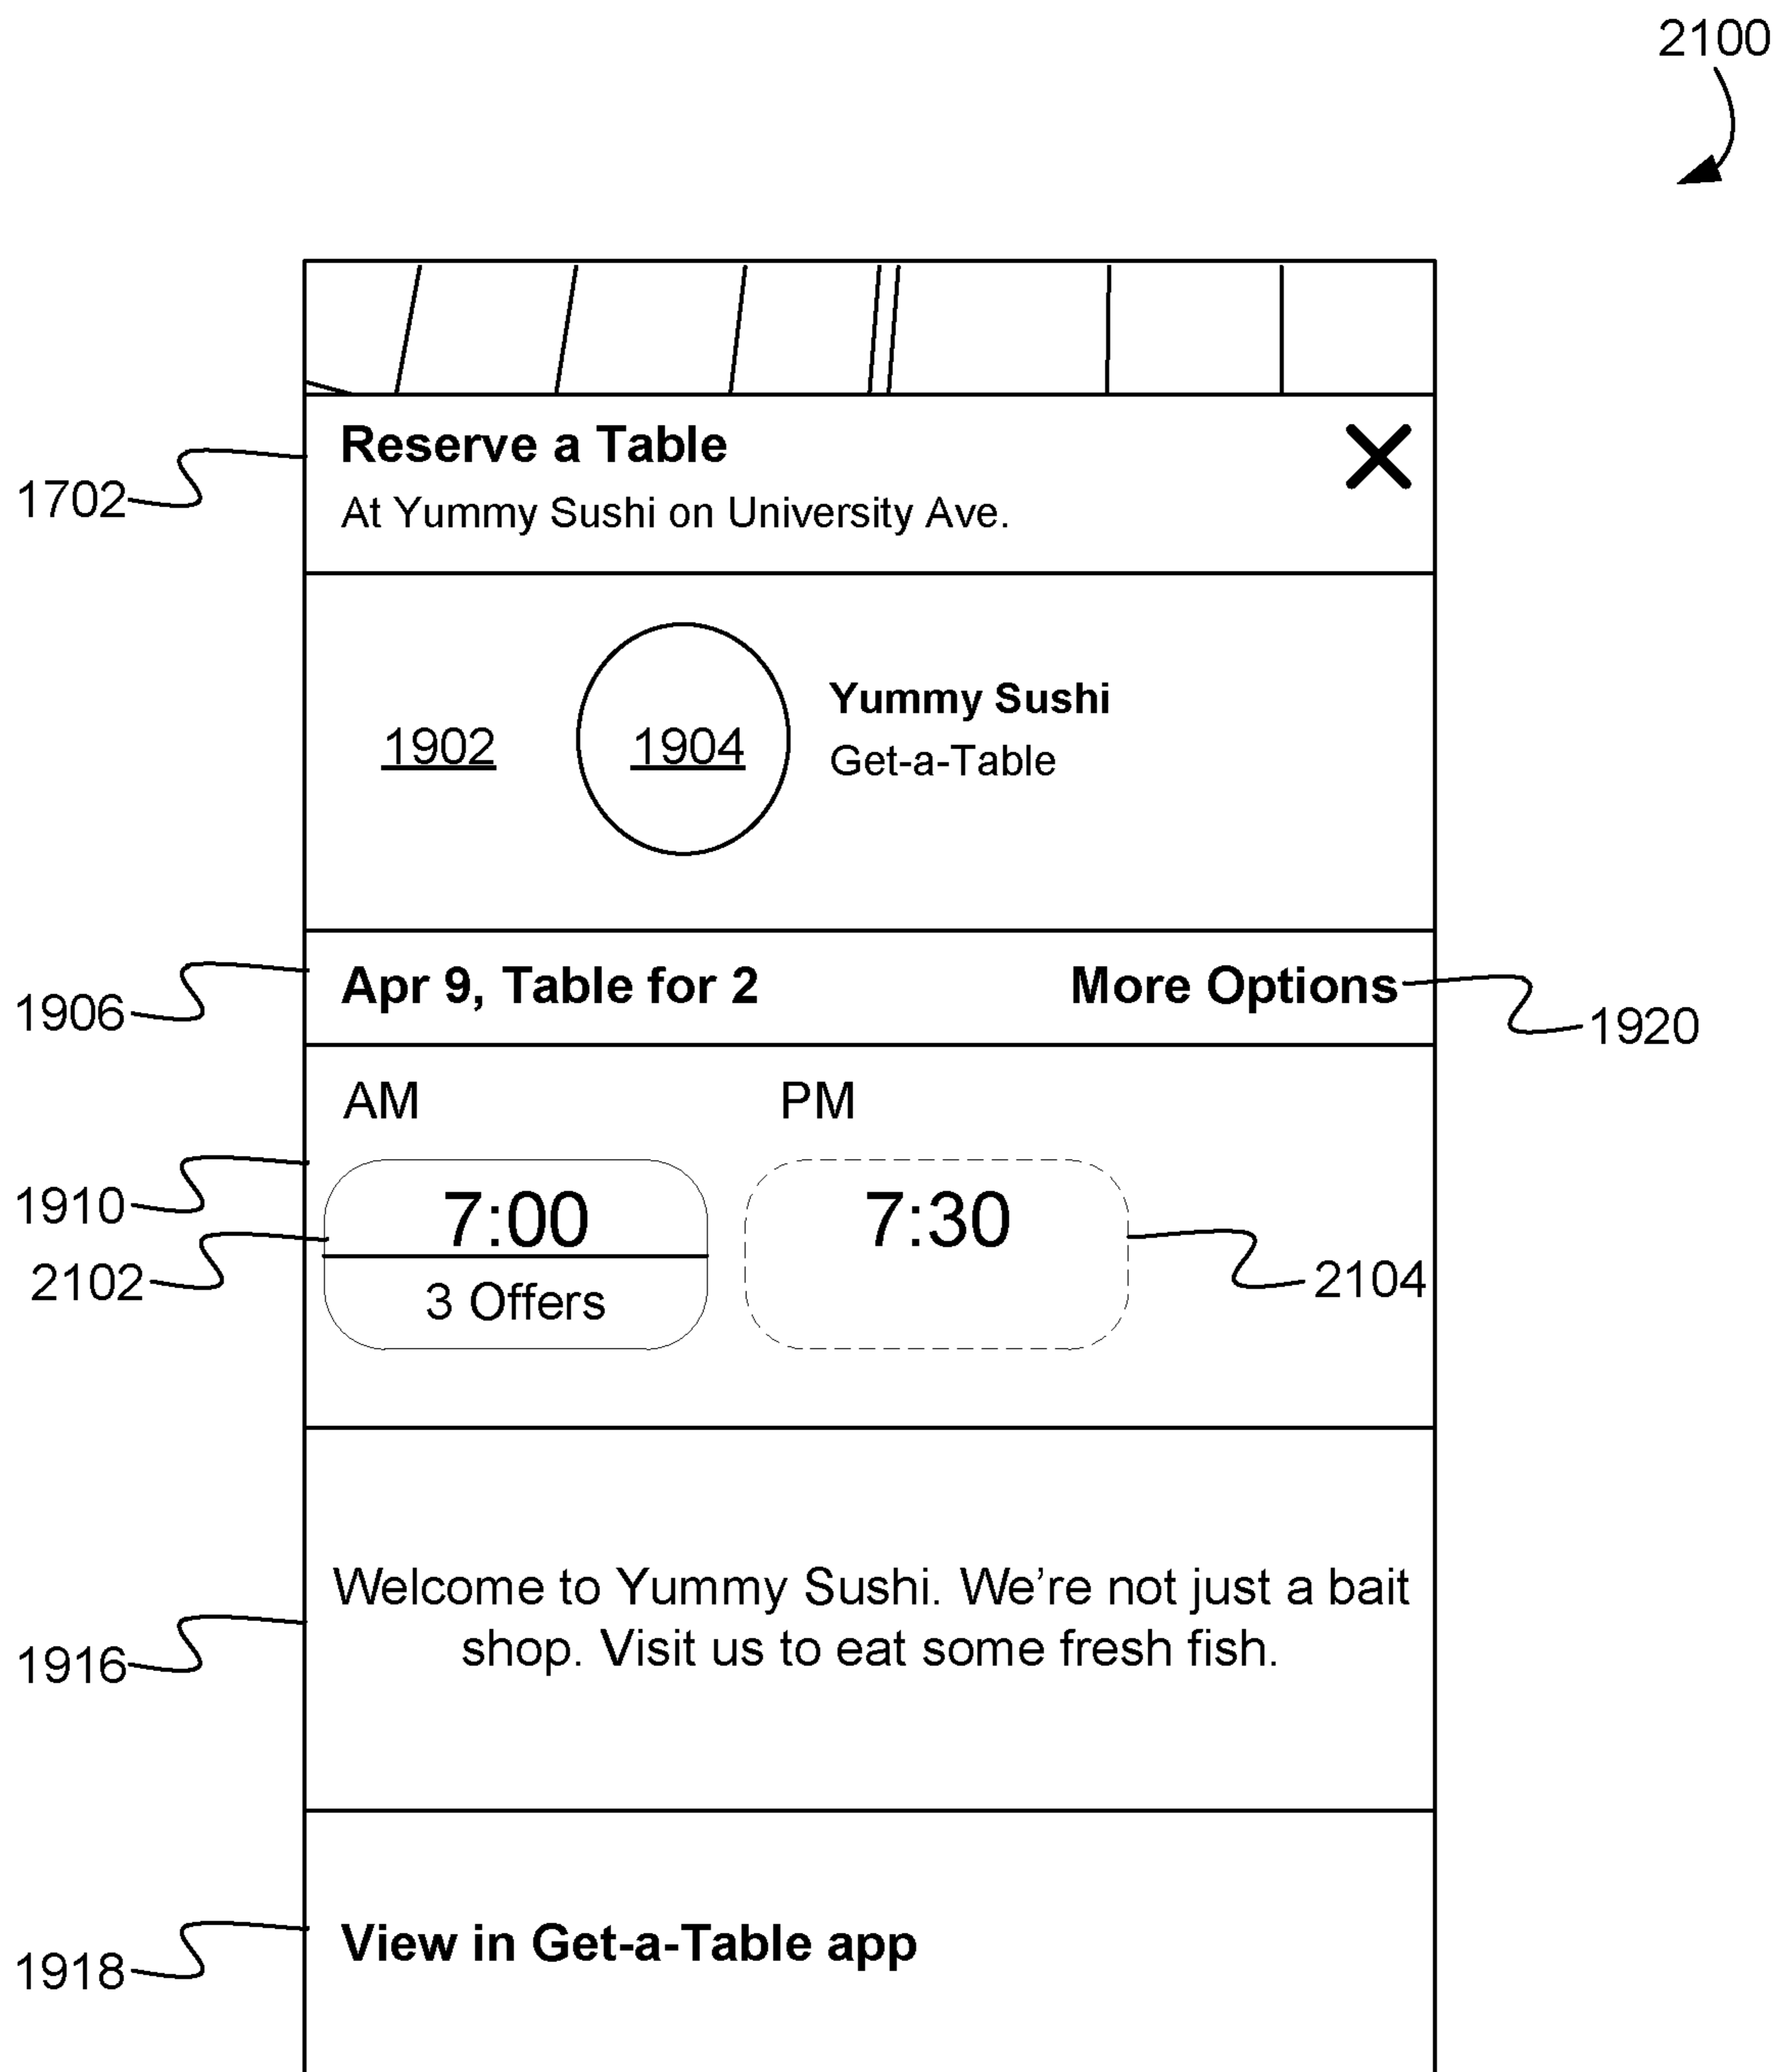 2100
Reserve a Table
1702
At Yummy Sushi on University Ave.
1902
1904
Yummy Sushi
Get-a-Table
1906
Apr 9, Table for 2
More Options
1920
AM
PM
1910
7:00
7:30
2102
3 Offers
2104
Welcome to Yummy Sushi. We’re not just a bait
shop. Visit us to eat some fresh fish.
1916
View in Get-a-Table app
1918